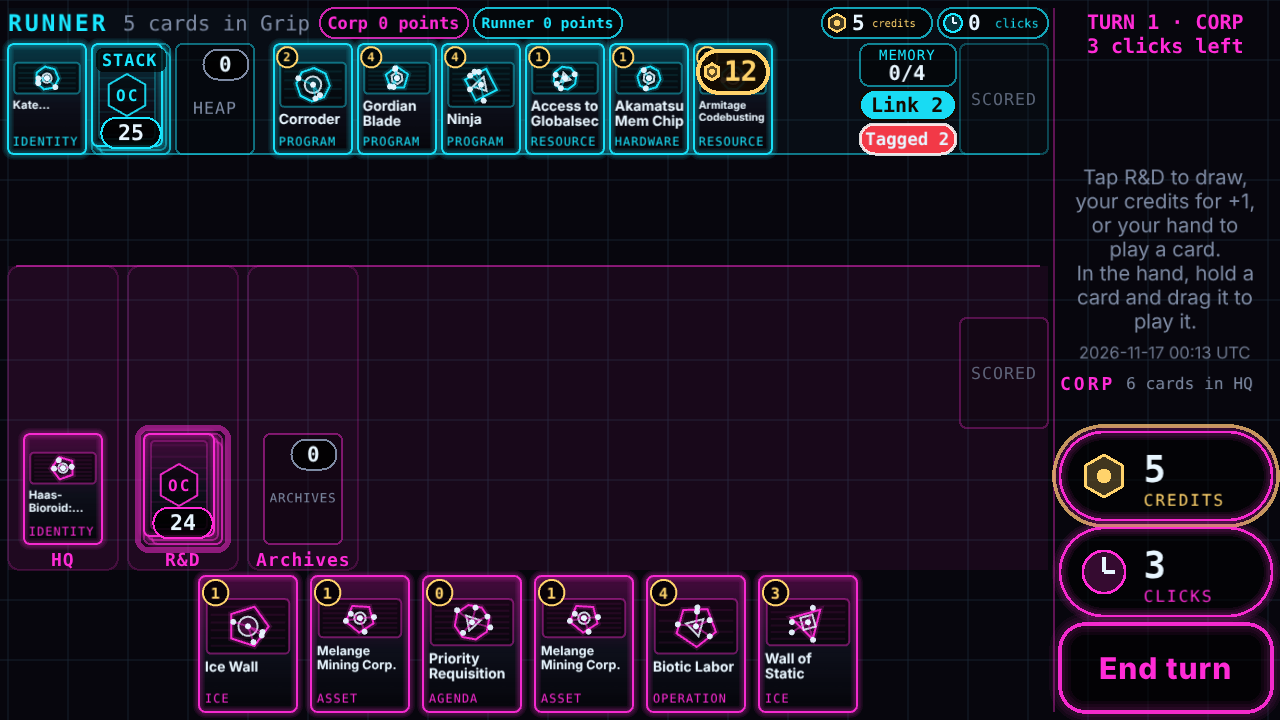 RUNNER 5 cards in Grip Corp 0 points Runner 0 points 5 credits 0 clicks
Kate...
IDENTITY
STACK
OC
25
0
HEAP
2
Corroder
PROGRAM
4
Gordian
Blade
PROGRAM
4
Ninja
PROGRAM
1
Access to
Globalsec
RESOURCE
1
Akamatsu
Mem Chip
HARDWARE
12
Armitage
Codebusting
RESOURCE
MEMORY
0/4
Link 2
Tagged 2
SCORED
TURN 1 · CORP
3 clicks left
Tap R&D to draw,
your credits for +1,
or your hand to
play a card.
In the hand, hold a
card and drag it to
play it.
2026-11-17 00:13 UTC
CORP 6 cards in HQ
SCORED
Haas-
Bioroid:...
IDENTITY
HQ
OC
24
R&D
0
ARCHIVES
Archives
5
CREDITS
3
CLICKS
End turn
1
Ice Wall
ICE
1
Melange
Mining Corp.
ASSET
0
Priority
Requisition
AGENDA
1
Melange
Mining Corp.
ASSET
4
Biotic Labor
OPERATION
3
Wall of
Static
ICE